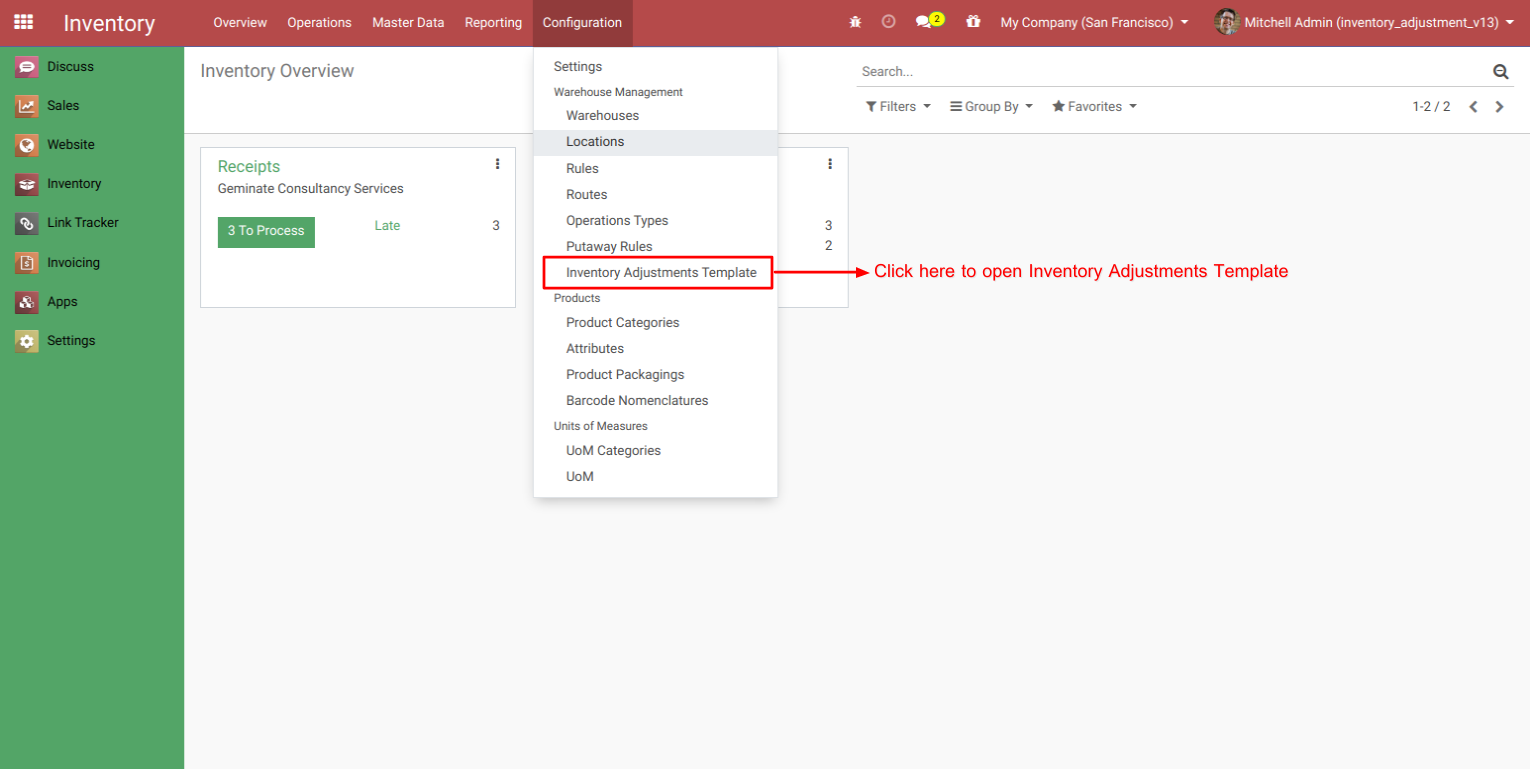 Inventory Overview Operations Master Data Reporting Configuration 2 My Company (San Francisco) Mitchell Admin (inventory_adjustment_v13)
Discuss
Sales
Website
Inventory
Link Tracker
Invoicing
Apps
Settings
Inventory Overview
Search...
Filters Group By Favorites 1-2 / 2
Receipts
Geminate Consultancy Services
3 To Process Late 3
3
2
Settings
Warehouse Management
Warehouses
Locations
Rules
Routes
Operations Types
Putaway Rules
Inventory Adjustments Template
Click here to open Inventory Adjustments Template
Products
Product Categories
Attributes
Product Packagings
Barcode Nomenclatures
Units of Measures
UoM Categories
UoM